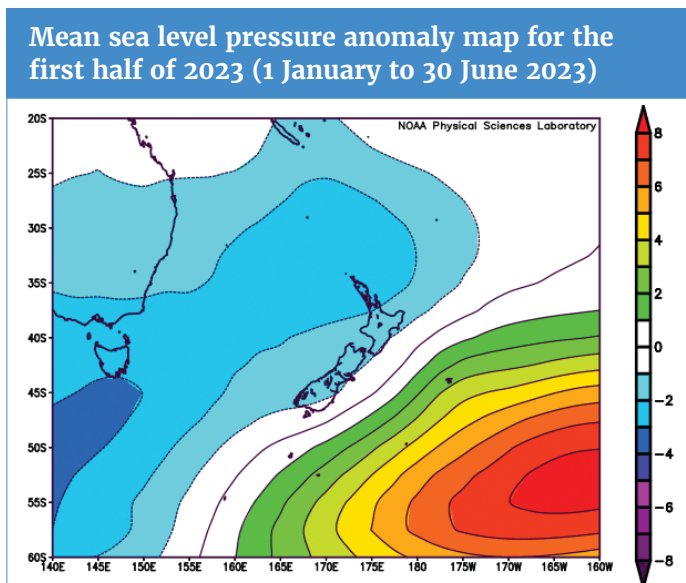 Mean sea level pressure anomaly map for the
first half of 2023 (1 January to 30 June 2023)
NOAA Physical Sciences Laboratory
20S
25S
30S
35S
40S
45S
50S
55S
60S
140E 145E 150E 155E 160E 165E 170E 175E 180 175W 170W 165W 160W
8
6
4
2
0
−2
−4
−6
−8